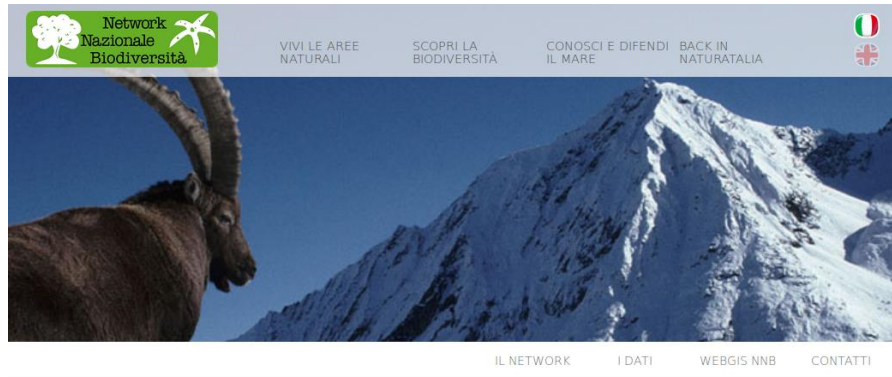 Network
Nazionale
Biodiversità
VIVI LE AREE
NATURALI
SCOPRI LA
BIODIVERSITÀ
CONOSCI E DIFENDI
IL MARE
BACK IN
NATURATALIA
IL NETWORK
I DATI
WEBGIS NNB
CONTATTI